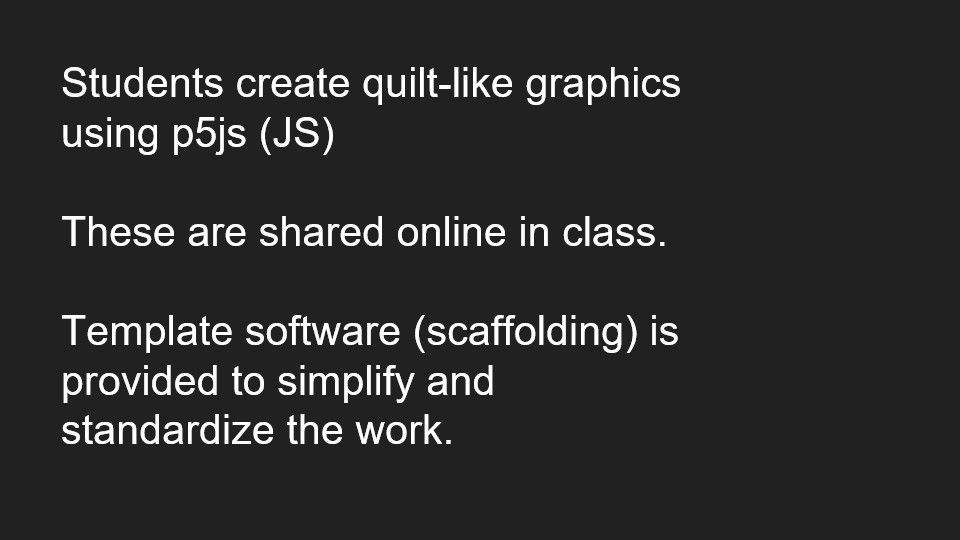 Students create quilt-like graphics
using p5js (JS)
These are shared online in class.
Template software (scaffolding) is
provided to simplify and
standardize the work.